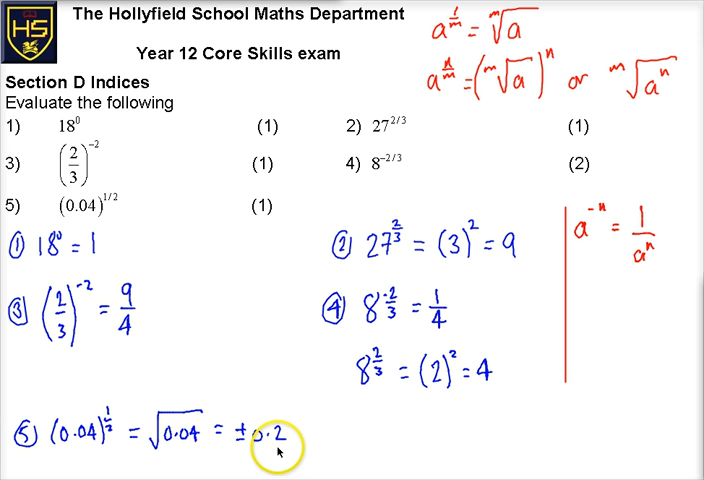 HS
The Hollyfield School Maths Department
Year 12 Core Skills exam
a^{1/m} = ᵐ√a
a^{n/m} = (ᵐ√a)^n or ᵐ√a^n
Section D Indices
Evaluate the following
1) 18^0 (1) 2) 27^{2/3} (1)
3) (2/3)^{-2} (1) 4) 8^{-2/3} (2)
5) (0.04)^{1/2} (1)
① 18^0 = 1
② 27^{2/3} = (3)^2 = 9
a^{-n} = 1/a^n
③ (2/3)^{-2} = 9/4
④ 8^{-2/3} = 1/4
8^{2/3} = (2)^2 = 4
⑤ (0.04)^{1/2} = √0.04 = ±0.2